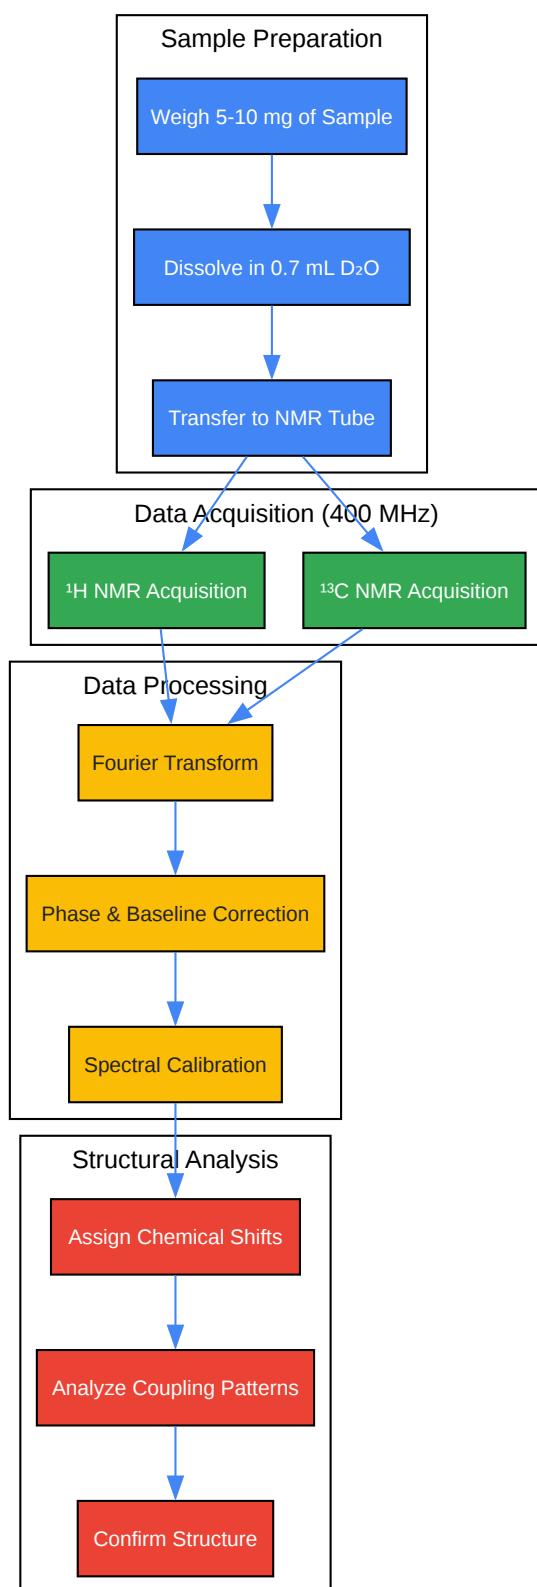 Sample Preparation
Weigh 5-10 mg of Sample
Dissolve in 0.7 mL D₂O
Transfer to NMR Tube
Data Acquisition (400 MHz)
¹H NMR Acquisition
¹³C NMR Acquisition
Data Processing
Fourier Transform
Phase & Baseline Correction
Spectral Calibration
Structural Analysis
Assign Chemical Shifts
Analyze Coupling Patterns
Confirm Structure